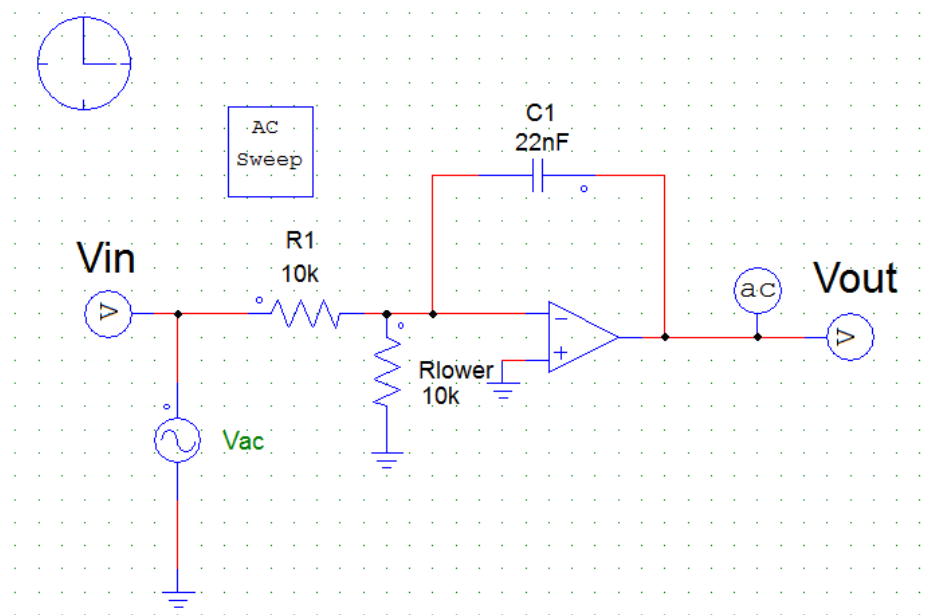 AC
Sweep
C1
22nF
Vin
R1
10k
V
ac
Vout
V
Rlower
10k
Vac